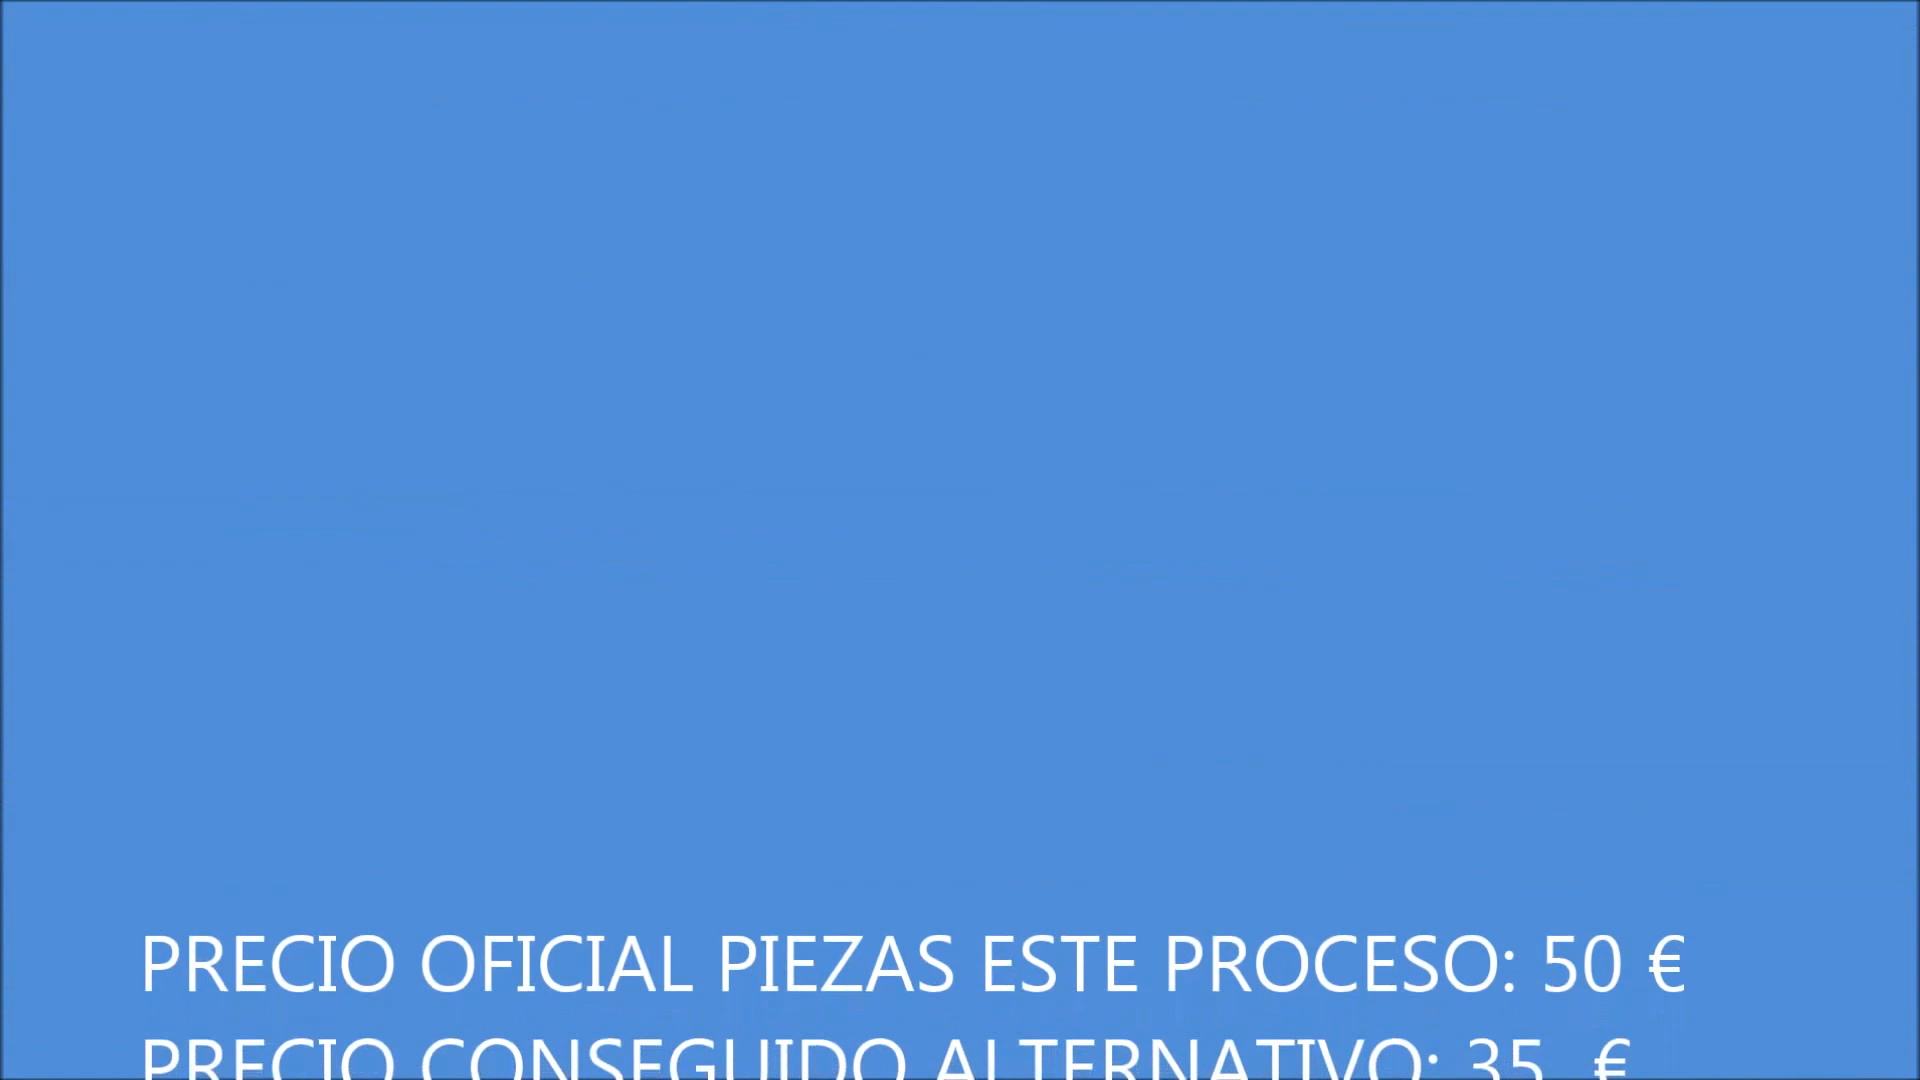 PRECIO OFICIAL PIEZAS ESTE PROCESO: 50 €
PRECIO CONSEGUIDO ALTERNATIVO: 35 €